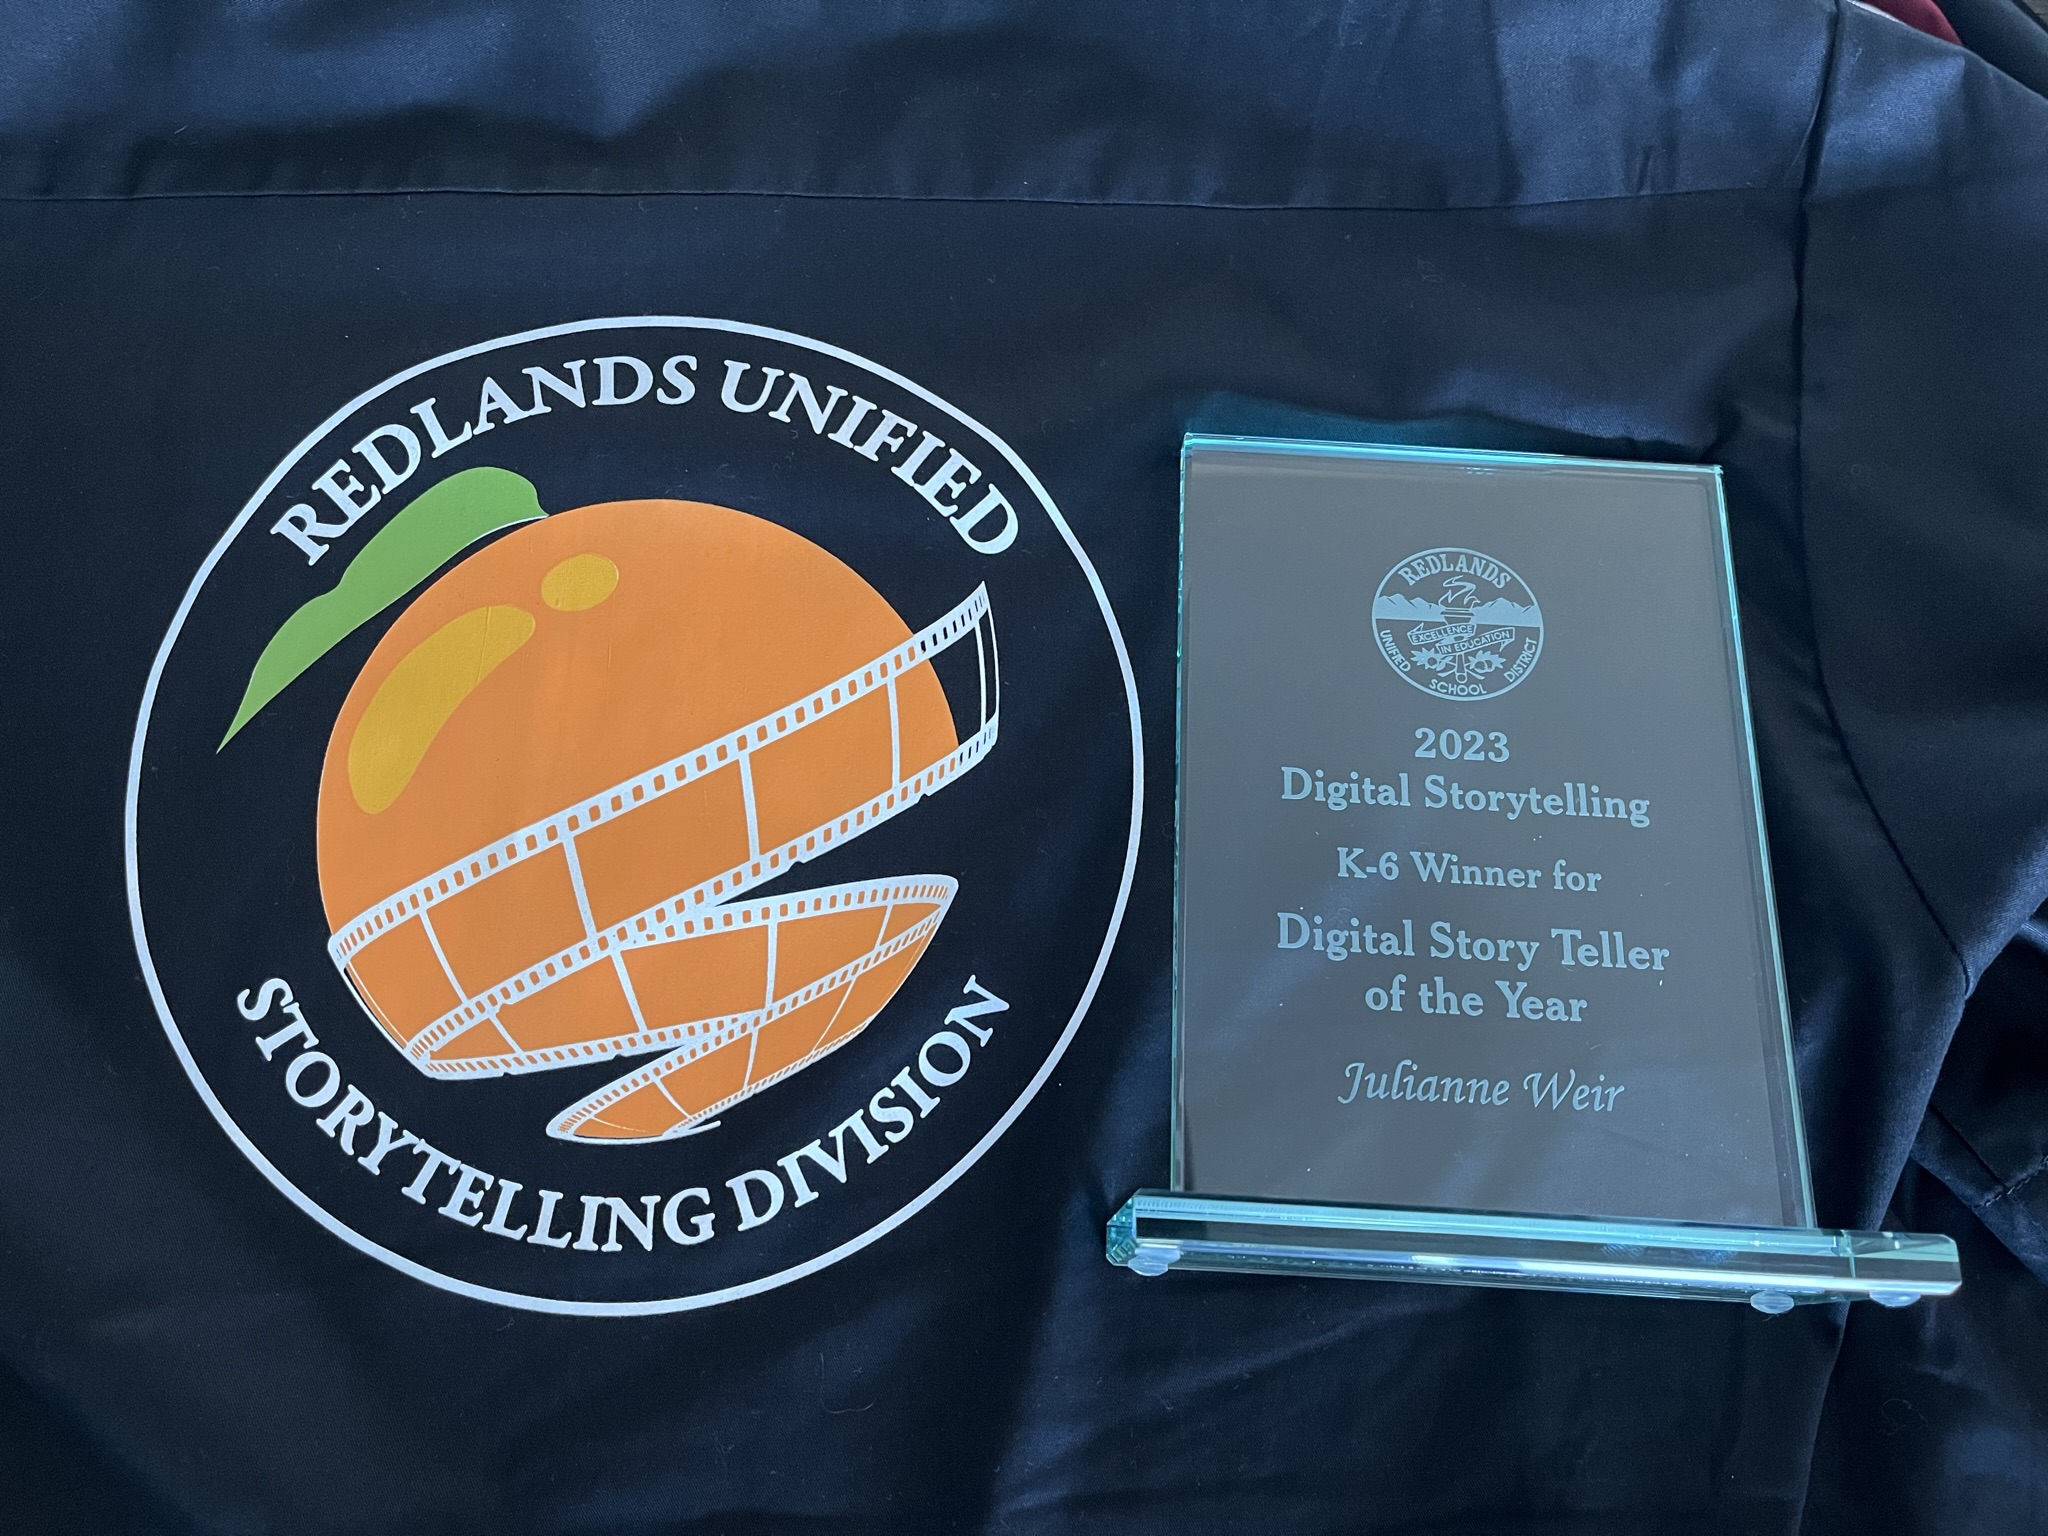 REDLANDS UNIFIED
STORYTELLING DIVISION
REDLANDS
EXCELLENCE
IN EDUCATION
UNIFIED
SCHOOL
DISTRICT
2023
Digital Storytelling
K-6 Winner for
Digital Story Teller
of the Year
Julianne Weir